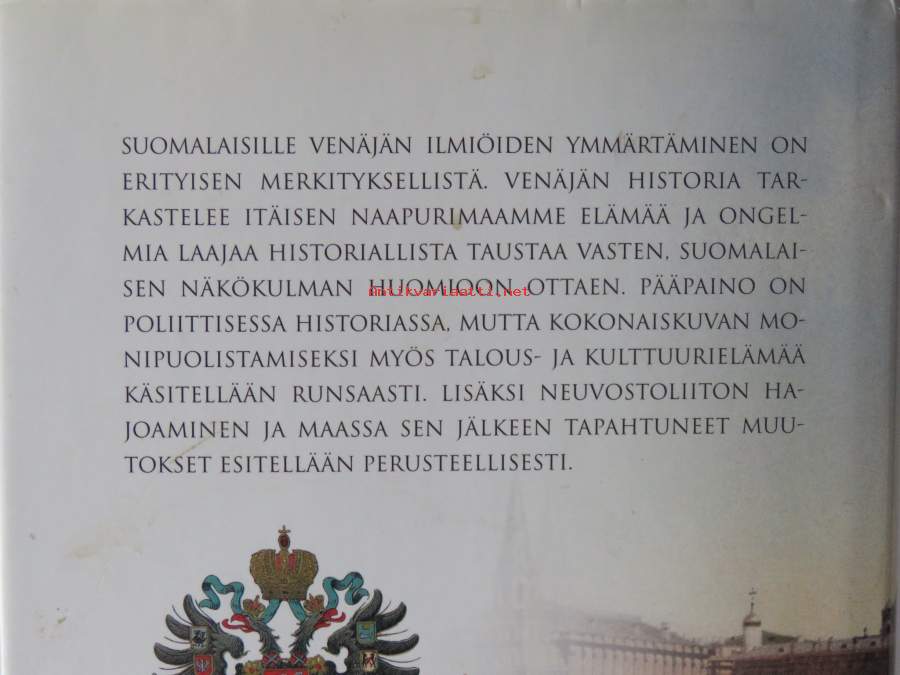 SUOMALAISILLE VENÄJÄN ILMIÖIDEN YMMÄRTÄMINEN ON
ERITYISEN MERKITYKSELLISTÄ. VENÄJÄN HISTORIA TAR-
KASTELEE ITÄISEN NAAPURIMAAMME ELÄMÄÄ JA ONGEL-
MIA LAAJAA HISTORIALLISTA TAUSTAA VASTEN, SUOMALAI-
SEN NÄKÖKULMAN HUOMIOON OTTAEN. PÄÄPAINO ON
antikvariaatti.net
POLIITTISESSA HISTORIASSA, MUTTA KOKONAISKUVAN MO-
NIPUOLISTAMISEKSI MYÖS TALOUS- JA KULTTUURIELÄMÄÄ
KÄSITELLÄÄN RUNSAASTI. LISÄKSI NEUVOSTOLIITON HA-
JOAMINEN JA MAASSA SEN JÄLKEEN TAPAHTUNEET MUU-
TOKSET ESITELLÄÄN PERUSTEELLISESTI.